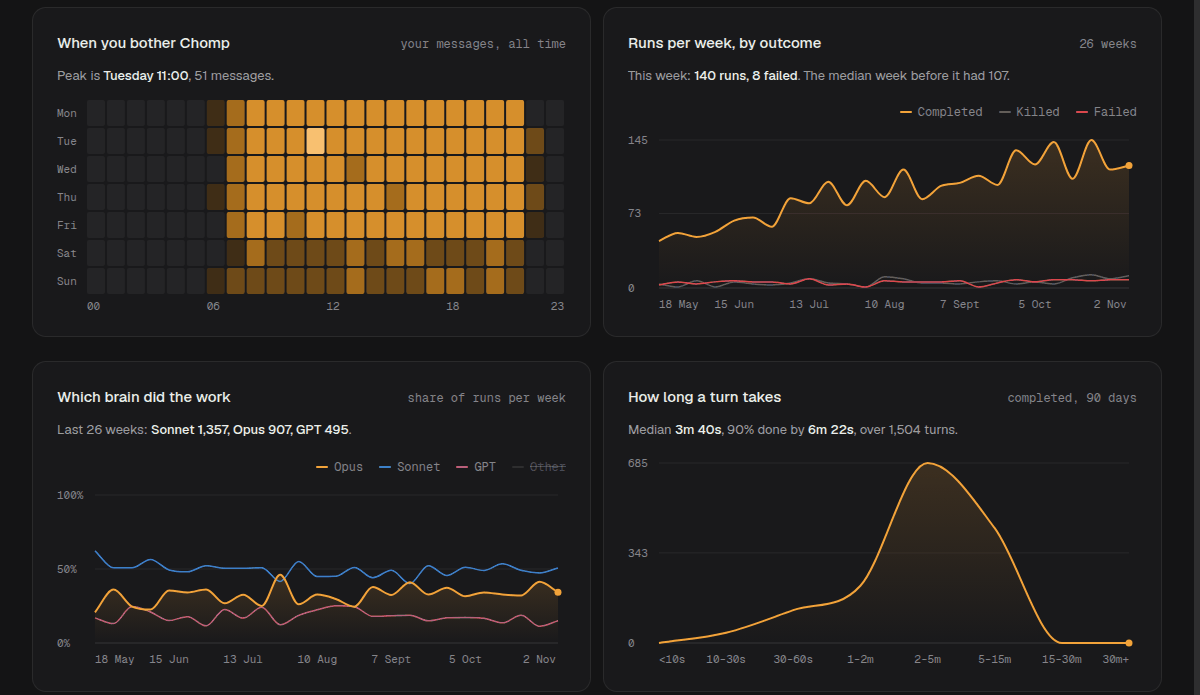 When you bother Chomp
your messages, all time
Peak is Tuesday 11:00, 51 messages.
Mon
Tue
Wed
Thu
Fri
Sat
Sun
00 06 12 18 23
Runs per week, by outcome
26 weeks
This week: 140 runs, 8 failed. The median week before it had 107.
Completed Killed Failed
145
73
0
18 May 15 Jun 13 Jul 10 Aug 7 Sept 5 Oct 2 Nov
Which brain did the work
share of runs per week
Last 26 weeks: Sonnet 1,357, Opus 907, GPT 495.
Opus Sonnet GPT Other
100%
50%
0%
18 May 15 Jun 13 Jul 10 Aug 7 Sept 5 Oct 2 Nov
How long a turn takes
completed, 90 days
Median 3m 40s, 90% done by 6m 22s, over 1,504 turns.
685
343
0
<10s 10-30s 30-60s 1-2m 2-5m 5-15m 15-30m 30m+